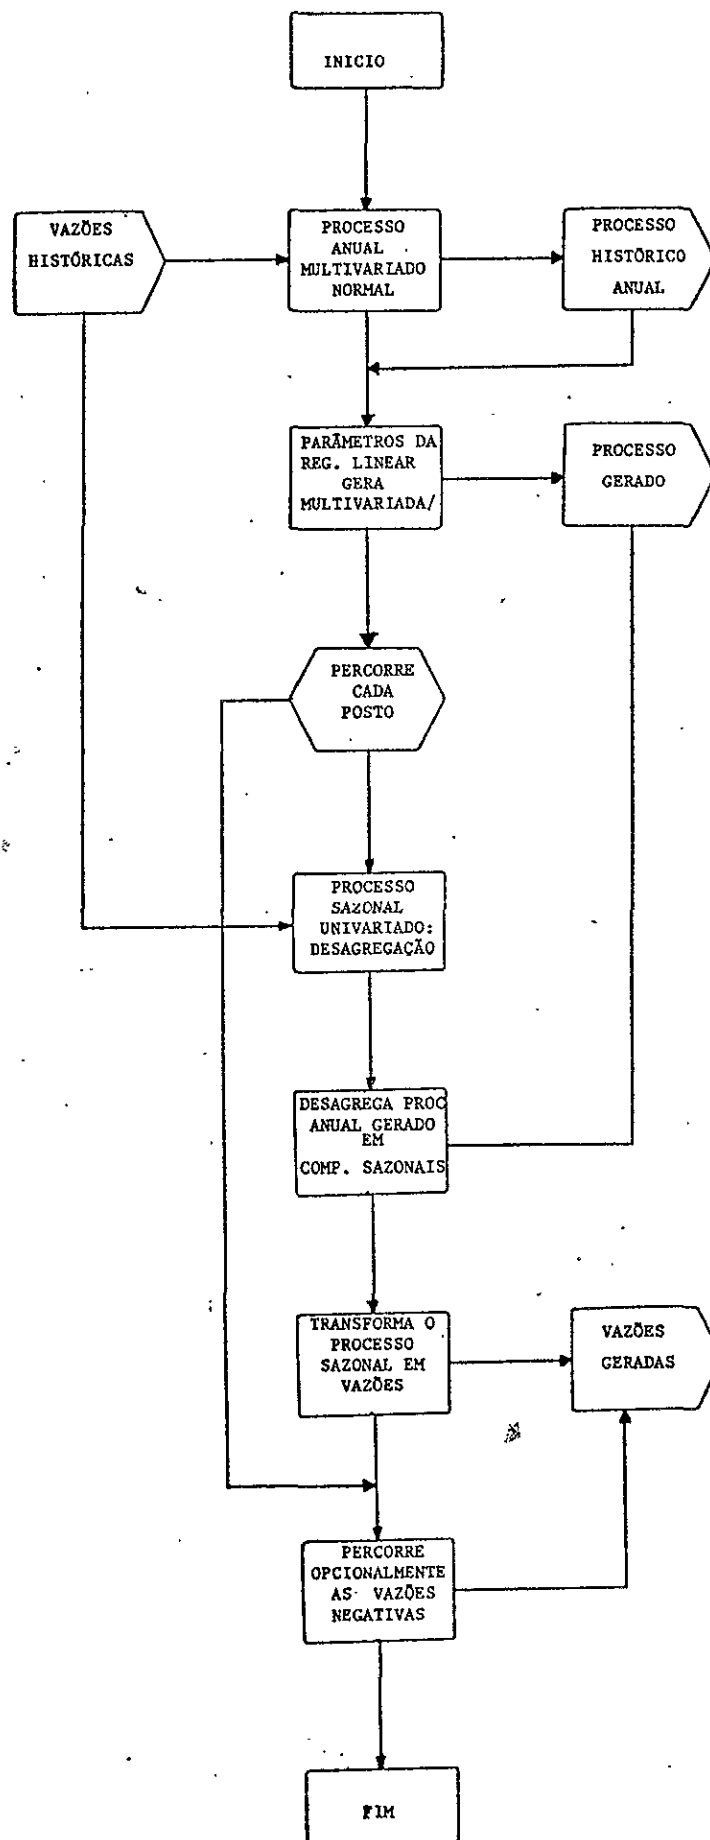 INICIO
VAZÕES
HISTÓRICAS
PROCESSO
ANUAL
MULTIVARIADO
NORMAL
PROCESSO
HISTÓRICO
ANUAL
PARÂMETROS DA
REG. LINEAR
GERA
MULTIVARIADA/
PROCESSO
GERADO
PERCORRE
CADA
POSTO
PROCESSO
SAZONAL
UNIVARIADO:
DESAGREGAÇÃO
DESAGREGA PROC
ANUAL GERADO
EM
COMP. SAZONAIS
TRANSFORMA O
PROCESSO
SAZONAL EM
VAZÕES
VAZÕES
GERADAS
PERCORRE
OPCIONALMENTE
AS VAZÕES
NEGATIVAS
FIM